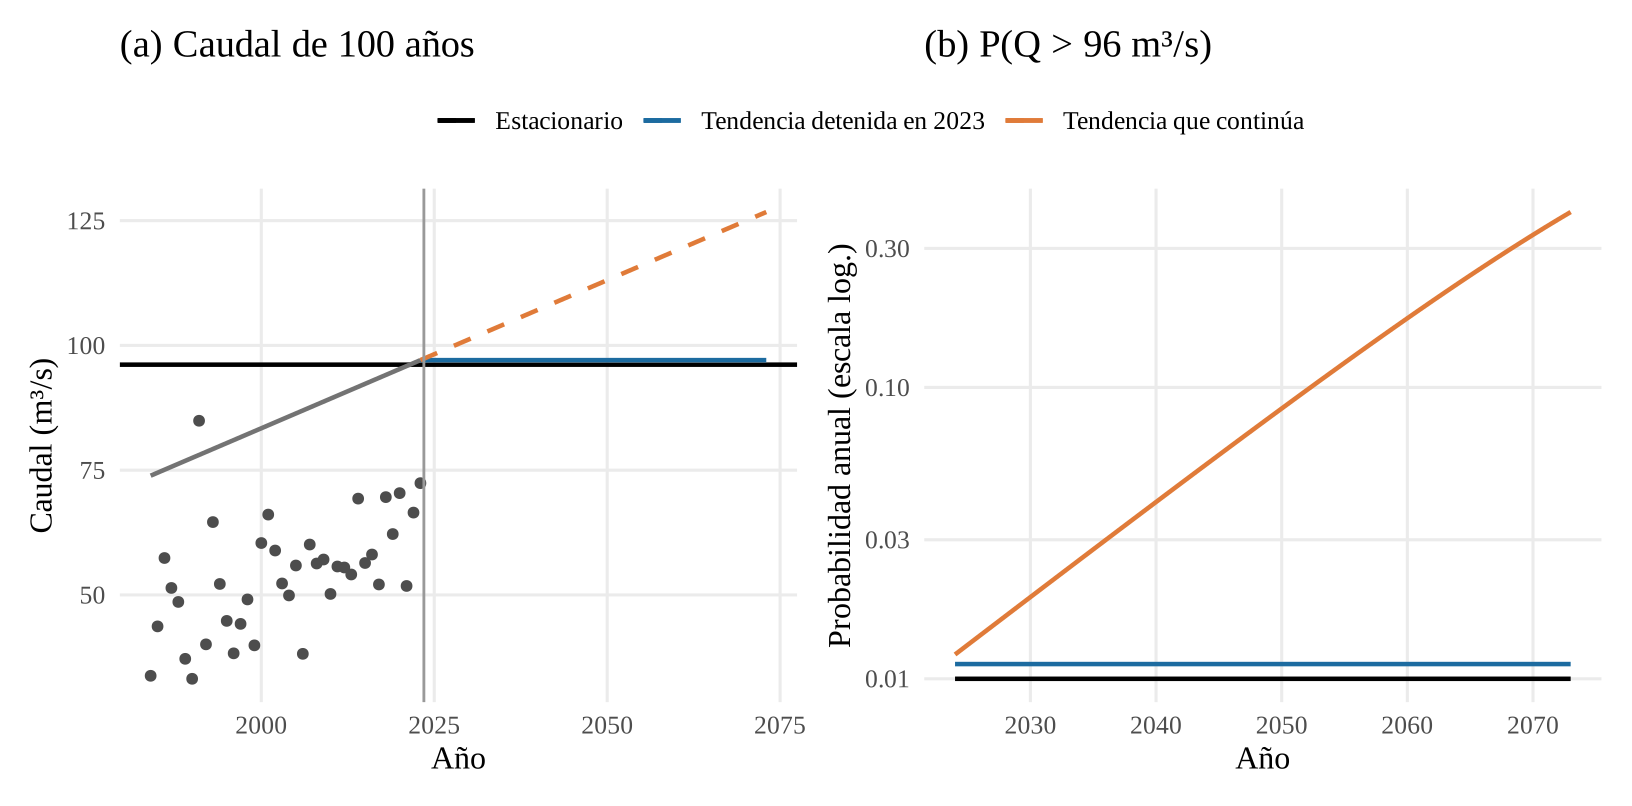 (a) Caudal de 100 años
(b) P(Q > 96 m³/s)
Estacionario
Tendencia detenida en 2023
Tendencia que continúa
Caudal (m³/s)
125
100
75
50
2000
2025
2050
2075
Año
Probabilidad anual (escala log.)
0.30
0.10
0.03
0.01
2030
2040
2050
2060
2070
Año